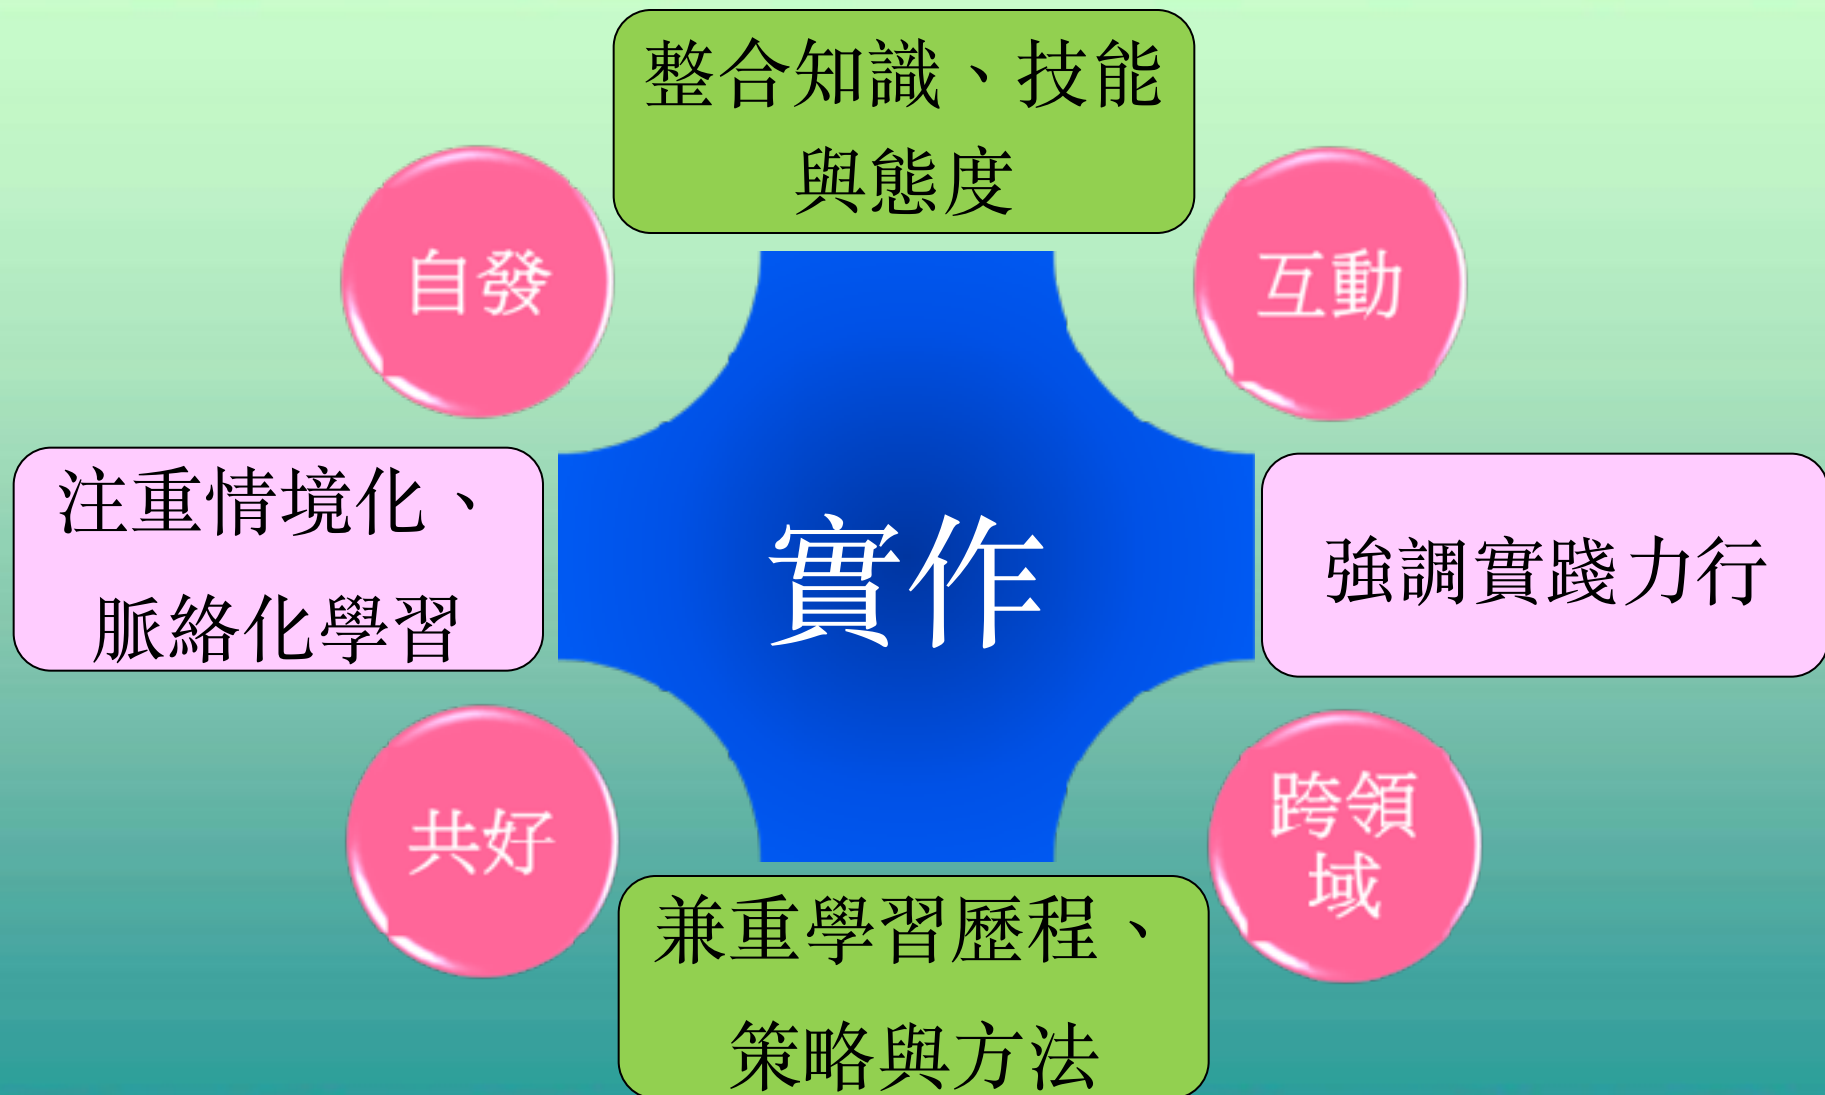 整合知識、技能
與態度
自發
互動
注重情境化、
脈絡化學習
實作
強調實踐力行
共好
跨領
域
兼重學習歷程、
策略與方法